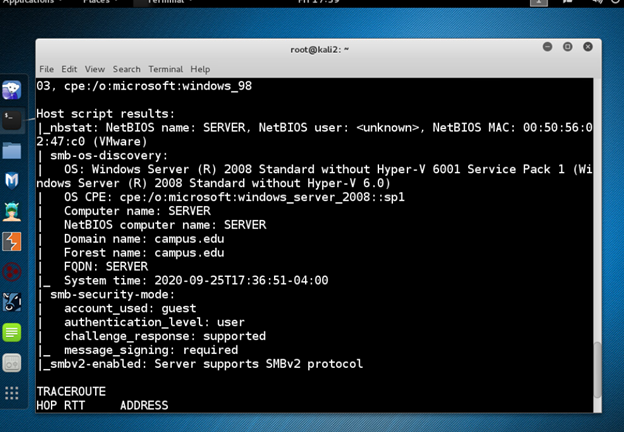 Applications Places Terminal Fri 17:39 1
root@kali2: ~
File Edit View Search Terminal Help
03, cpe:/o:microsoft:windows_98
Host script results:
|_nbstat: NetBIOS name: SERVER, NetBIOS user: <unknown>, NetBIOS MAC: 00:50:56:0
2:47:c0 (VMware)
| smb-os-discovery:
|   OS: Windows Server (R) 2008 Standard without Hyper-V 6001 Service Pack 1 (Wi
ndows Server (R) 2008 Standard without Hyper-V 6.0)
|   OS CPE: cpe:/o:microsoft:windows_server_2008::sp1
|   Computer name: SERVER
|   NetBIOS computer name: SERVER
|   Domain name: campus.edu
|   Forest name: campus.edu
|   FQDN: SERVER
|_  System time: 2020-09-25T17:36:51-04:00
| smb-security-mode:
|   account_used: guest
|   authentication_level: user
|   challenge_response: supported
|_  message_signing: required
|_smbv2-enabled: Server supports SMBv2 protocol
TRACEROUTE
HOP RTT     ADDRESS